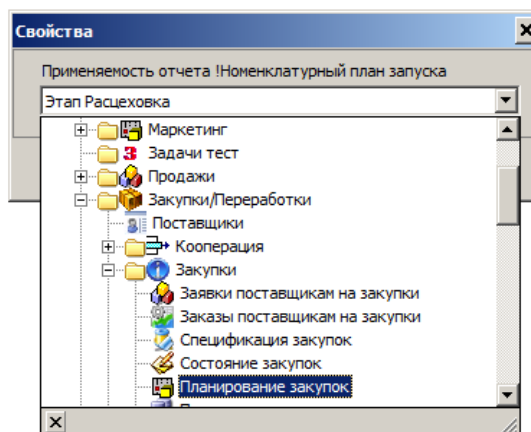 Свойства
Применяемость отчета !Номенклатурный план запуска
Этап Расцеховка
Маркетинг
Задачи тест
Продажи
Закупки/Переработки
Поставщики
Кооперация
Закупки
Заявки поставщикам на закупки
Заказы поставщикам на закупки
Спецификация закупок
Состояние закупок
Планирование закупок